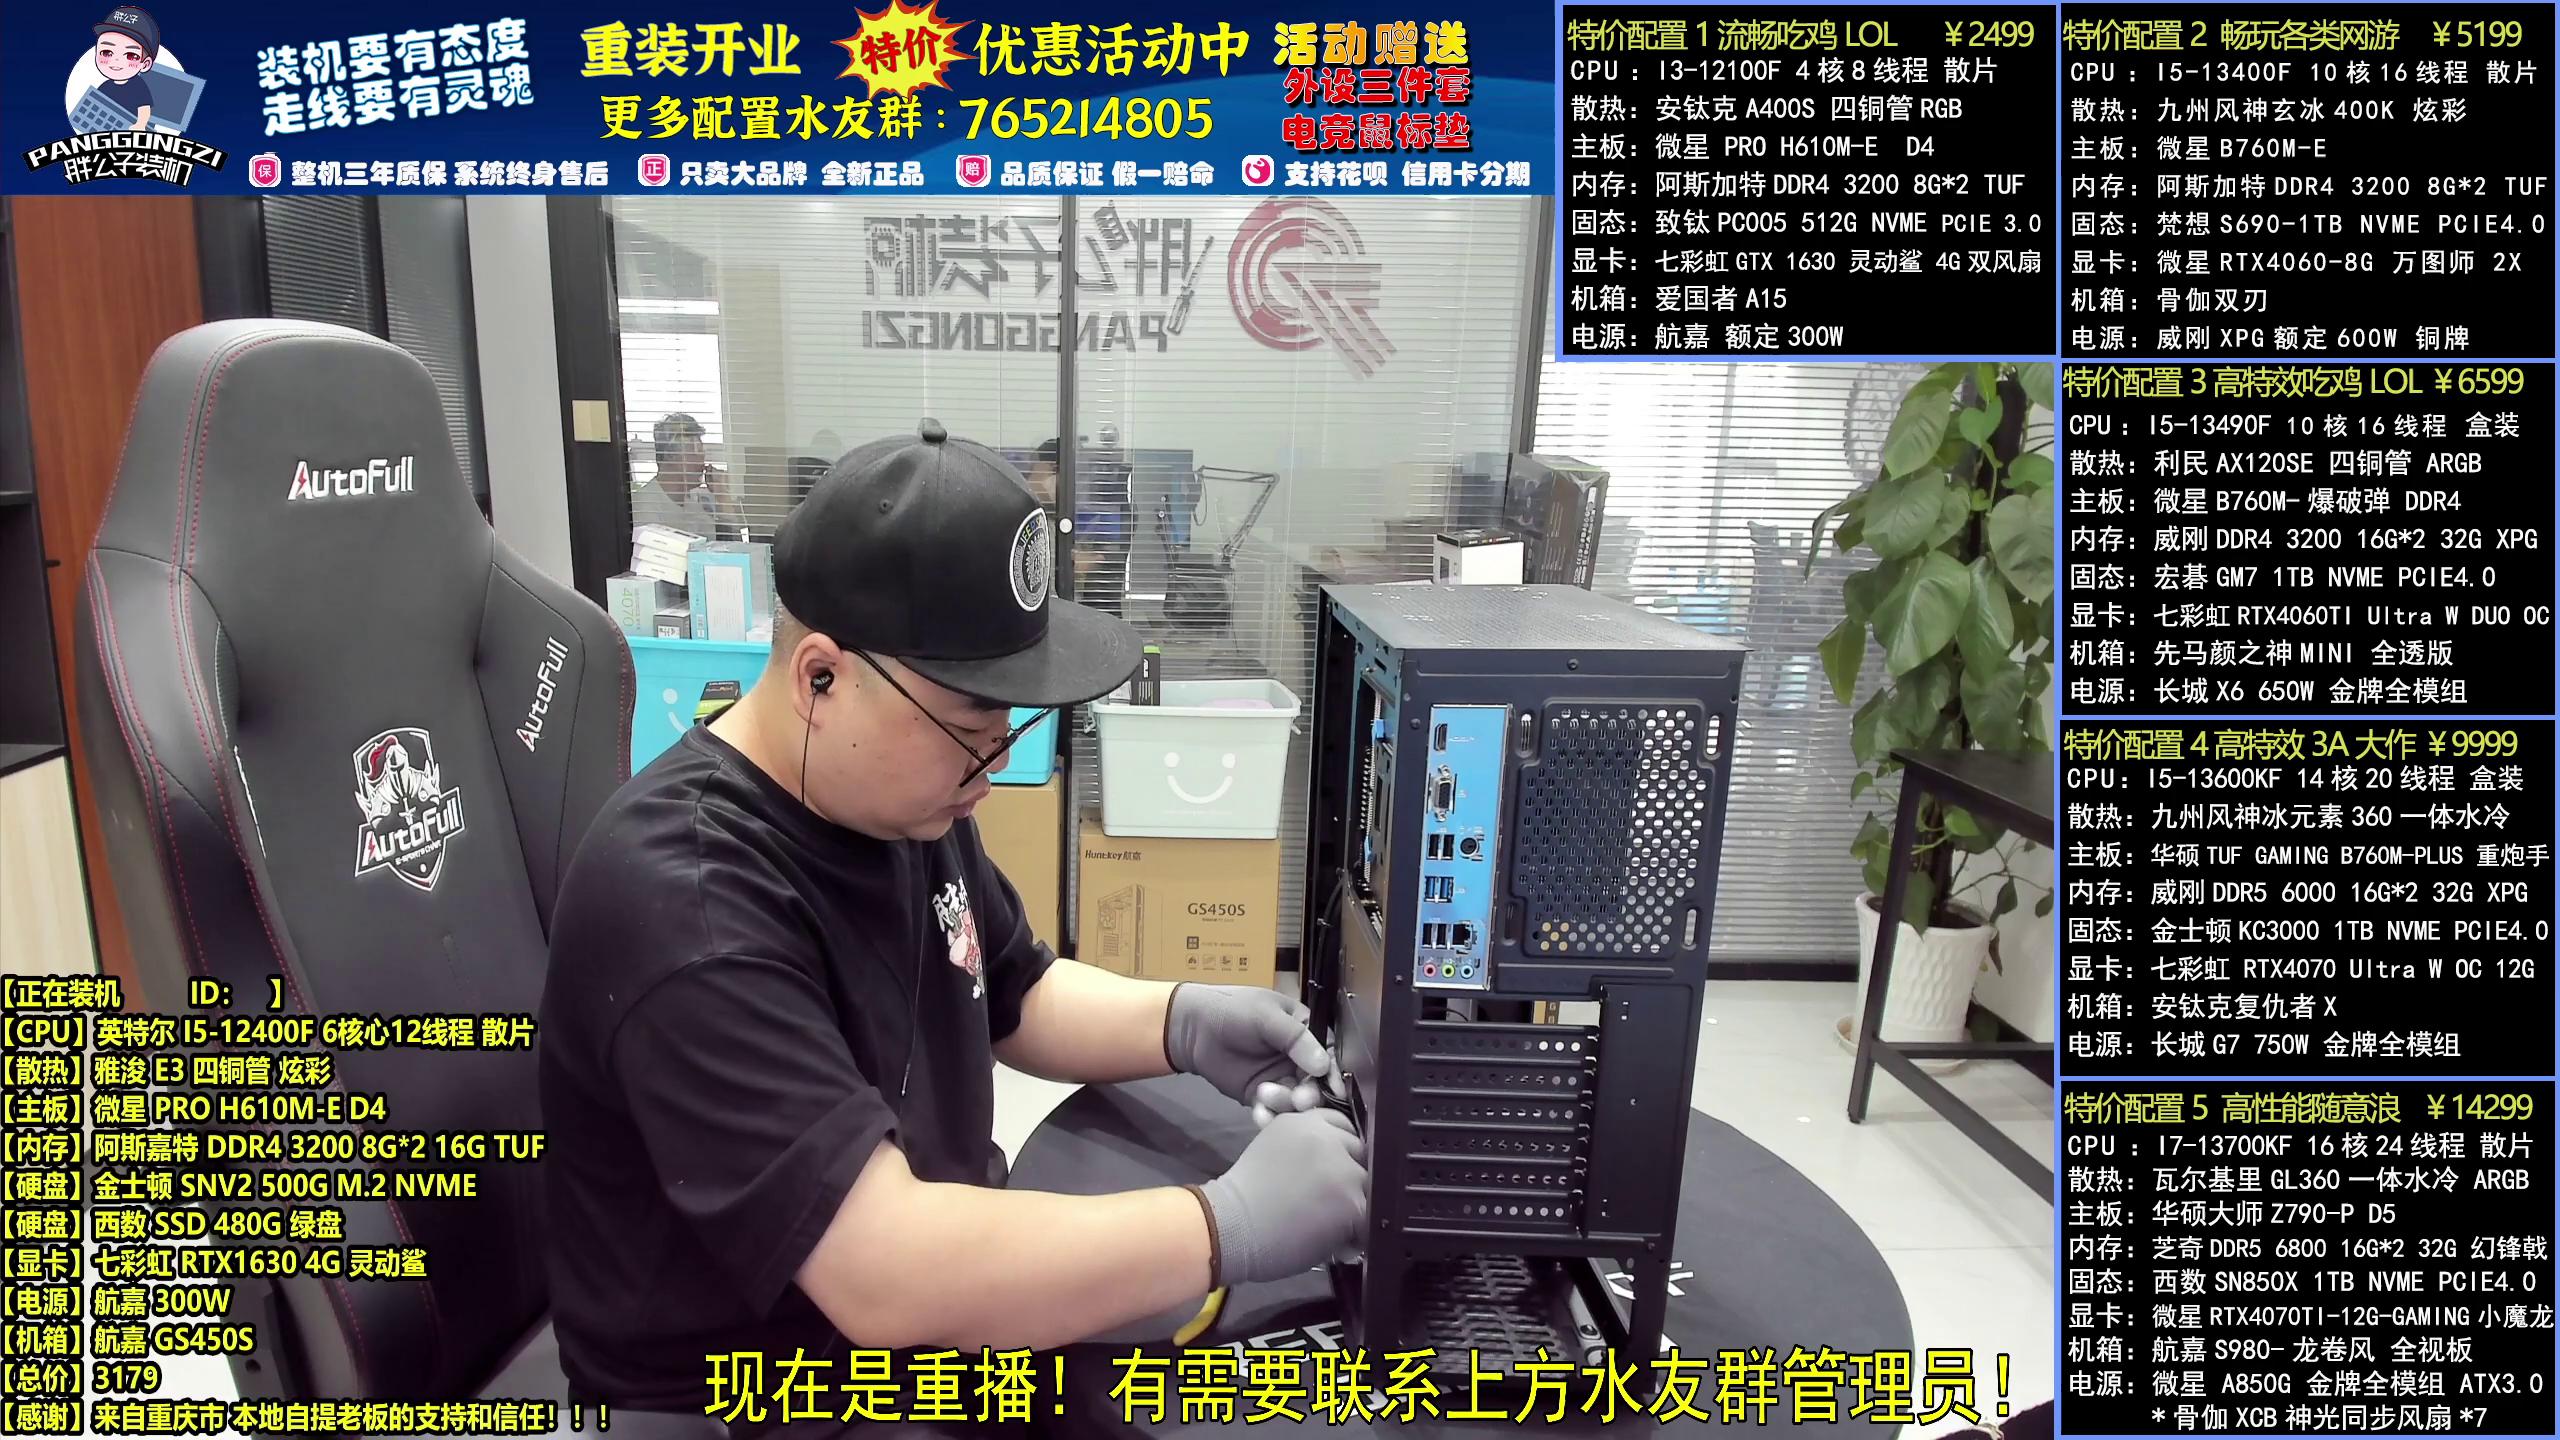 胖公子
PANGGONGZI
胖公子装机
装机要有态度
走线要有灵魂
重装开业 特价 优惠活动中
更多配置水友群：765214805
活动赠送
外设三件套
电竞鼠标垫
保 整机三年质保 系统终身售后
正 只卖大品牌 全新正品
赔 品质保证 假一赔命
支持花呗 信用卡分期
特价配置 1 流畅吃鸡 LOL ￥2499
CPU ：I3-12100F 4 核 8 线程 散片
散热：安钛克 A400S 四铜管 RGB
主板：微星 PRO H610M-E D4
内存：阿斯加特 DDR4 3200 8G*2 TUF
固态：致钛 PC005 512G NVME PCIE 3.0
显卡：七彩虹 GTX 1630 灵动鲨 4G 双风扇
机箱：爱国者 A15
电源：航嘉 额定 300W
特价配置 2 畅玩各类网游 ￥5199
CPU ：I5-13400F 10 核 16 线程 散片
散热：九州风神玄冰 400K 炫彩
主板：微星 B760M-E
内存：阿斯加特 DDR4 3200 8G*2 TUF
固态：梵想 S690-1TB NVME PCIE4.0
显卡：微星 RTX4060-8G 万图师 2X
机箱：骨伽双刃
电源：威刚 XPG 额定 600W 铜牌
特价配置 3 高特效吃鸡 LOL ￥6599
CPU ：I5-13490F 10 核 16 线程 盒装
散热：利民 AX120SE 四铜管 ARGB
主板：微星 B760M- 爆破弹 DDR4
内存：威刚 DDR4 3200 16G*2 32G XPG
固态：宏碁 GM7 1TB NVME PCIE4.0
显卡：七彩虹 RTX4060TI Ultra W DUO OC
机箱：先马颜之神 MINI 全透版
电源：长城 X6 650W 金牌全模组
特价配置 4 高特效 3A 大作 ￥9999
CPU：I5-13600KF 14 核 20 线程 盒装
散热：九州风神冰元素 360 一体水冷
主板：华硕 TUF GAMING B760M-PLUS 重炮手
内存：威刚 DDR5 6000 16G*2 32G XPG
固态：金士顿 KC3000 1TB NVME PCIE4.0
显卡：七彩虹 RTX4070 Ultra W OC 12G
机箱：安钛克复仇者 X
电源：长城 G7 750W 金牌全模组
特价配置 5 高性能随意浪 ￥14299
CPU ：I7-13700KF 16 核 24 线程 散片
散热：瓦尔基里 GL360 一体水冷 ARGB
主板：华硕大师 Z790-P D5
内存：芝奇 DDR5 6800 16G*2 32G 幻锋戟
固态：西数 SN850X 1TB NVME PCIE4.0
显卡：微星 RTX4070TI-12G-GAMING 小魔龙
机箱：航嘉 S980- 龙卷风 全视板
电源：微星 A850G 金牌全模组 ATX3.0
* 骨伽 XCB 神光同步风扇 *7
胖公子装机
PANGGONGZI
AutoFull
AutoFull
AutoFull
4070
Huntkey航嘉
GS450S
【正在装机 ID： 】
【CPU】英特尔 I5-12400F 6核心12线程 散片
【散热】雅浚 E3 四铜管 炫彩
【主板】微星 PRO H610M-E D4
【内存】阿斯嘉特 DDR4 3200 8G*2 16G TUF
【硬盘】金士顿 SNV2 500G M.2 NVME
【硬盘】西数 SSD 480G 绿盘
【显卡】七彩虹 RTX1630 4G 灵动鲨
【电源】航嘉 300W
【机箱】航嘉 GS450S
【总价】3179
【感谢】来自重庆市 本地自提老板的支持和信任！！！
现在是重播！有需要联系上方水友群管理员！